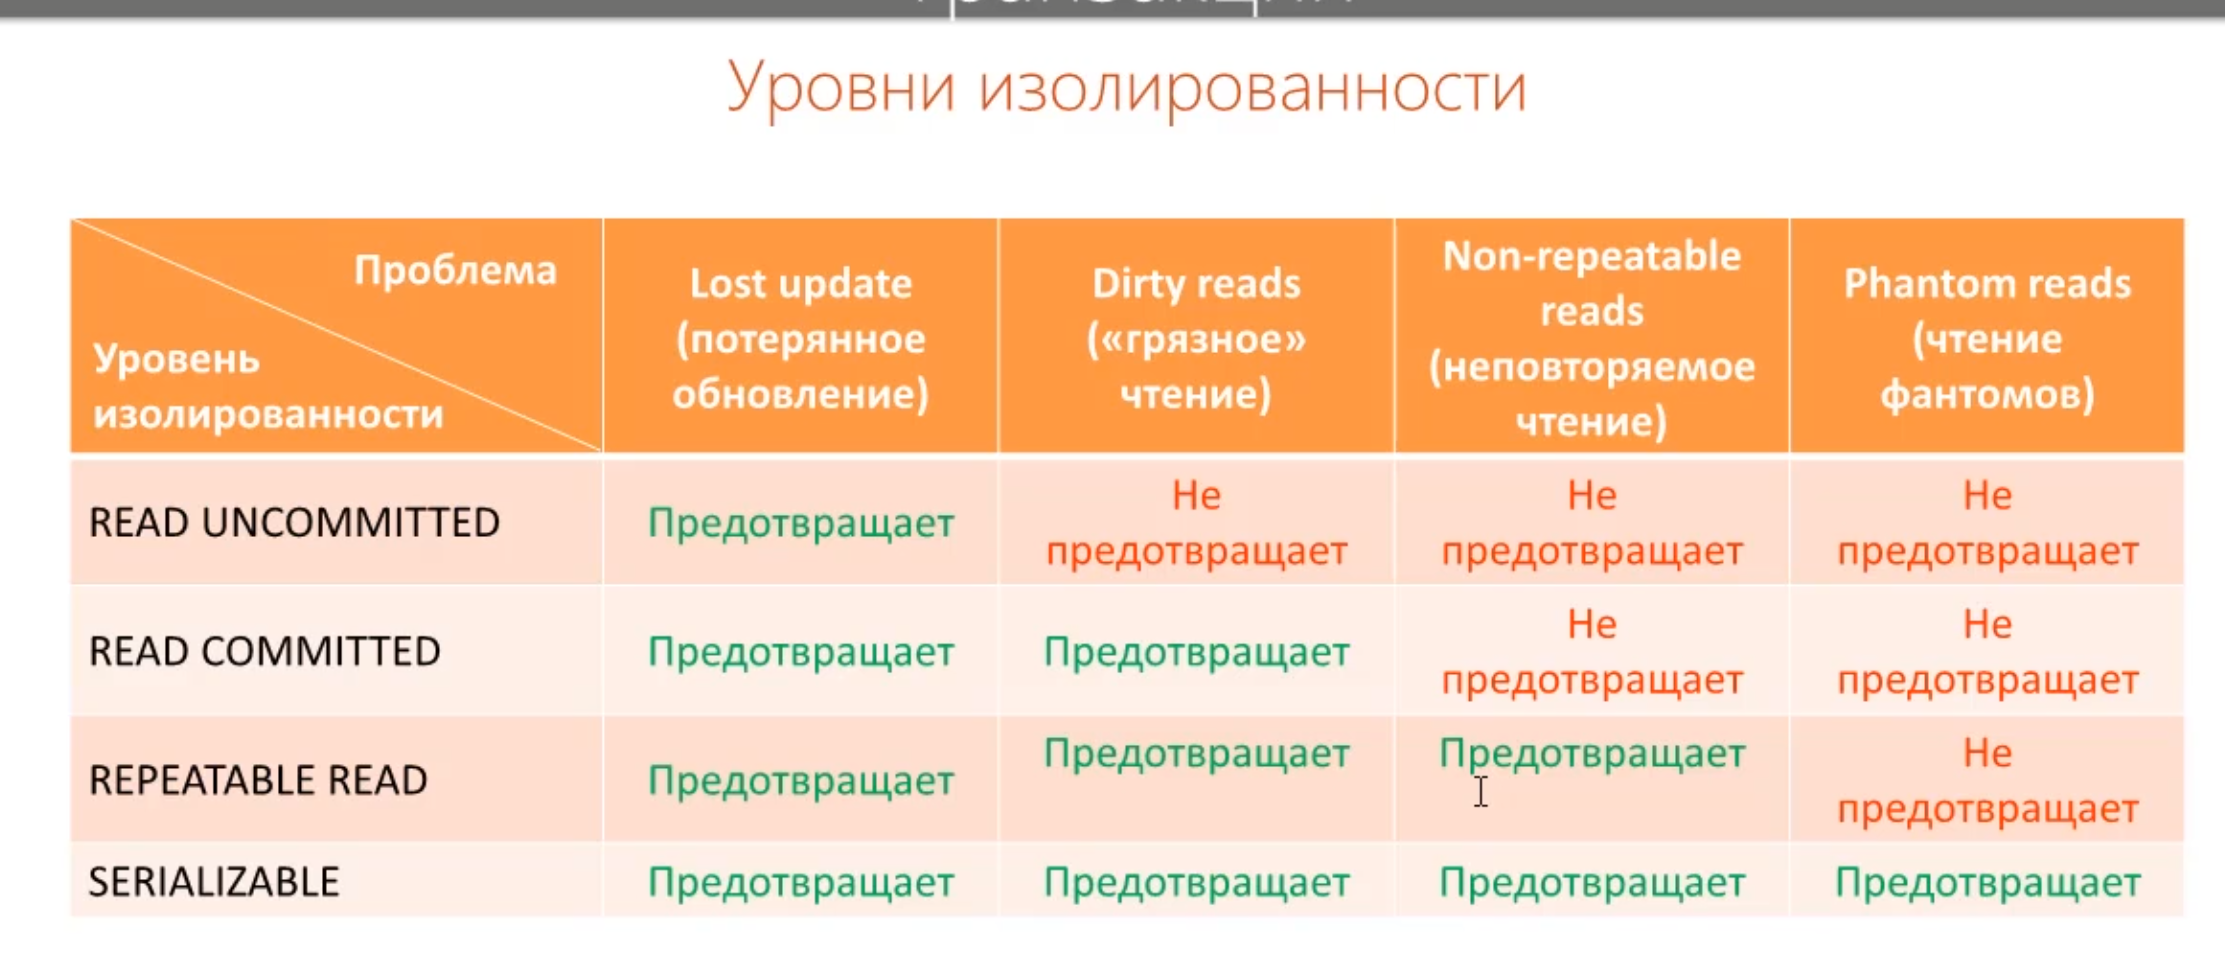 Уровни изолированности
Проблема
Уровень
изолированности
Lost update
(потерянное
обновление)
Dirty reads
(«грязное»
чтение)
Non-repeatable
reads
(неповторяемое
чтение)
Phantom reads
(чтение
фантомов)
READ UNCOMMITTED
Предотвращает
Не
предотвращает
Не
предотвращает
Не
предотвращает
READ COMMITTED
Предотвращает
Предотвращает
Не
предотвращает
Не
предотвращает
REPEATABLE READ
Предотвращает
Предотвращает
Предотвращает
Не
предотвращает
SERIALIZABLE
Предотвращает
Предотвращает
Предотвращает
Предотвращает